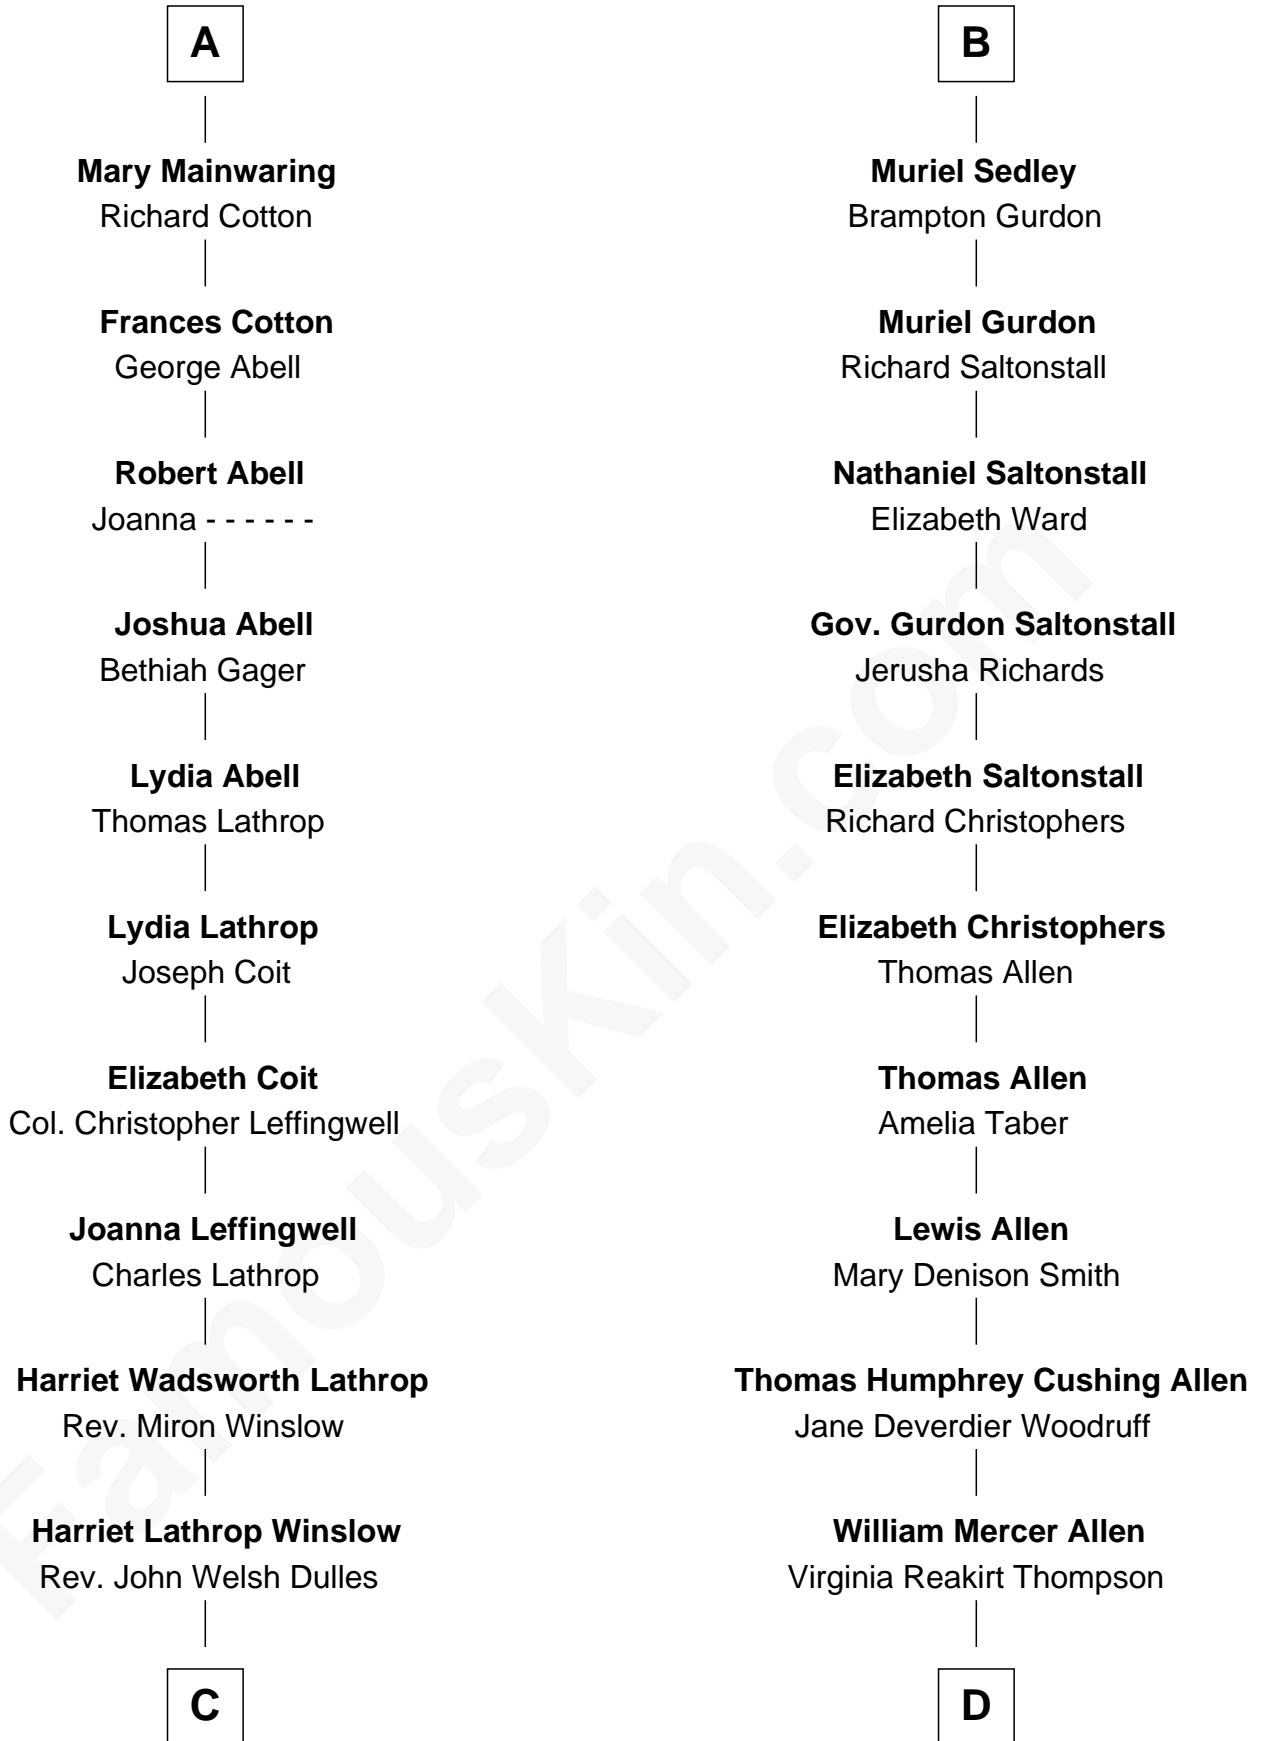 A
Mary Mainwaring
Richard Cotton
Frances Cotton
George Abell
Robert Abell
Joanna - - - - - -
Joshua Abell
Bethiah Gager
Lydia Abell
Thomas Lathrop
Lydia Lathrop
Joseph Coit
Elizabeth Coit
Col. Christopher Leffingwell
Joanna Leffingwell
Charles Lathrop
Harriet Wadsworth Lathrop
Rev. Miron Winslow
Harriet Lathrop Winslow
Rev. John Welsh Dulles
C
B
Muriel Sedley
Brampton Gurdon
Muriel Gurdon
Richard Saltonstall
Nathaniel Saltonstall
Elizabeth Ward
Gov. Gurdon Saltonstall
Jerusha Richards
Elizabeth Saltonstall
Richard Christophers
Elizabeth Christophers
Thomas Allen
Thomas Allen
Amelia Taber
Lewis Allen
Mary Denison Smith
Thomas Humphrey Cushing Allen
Jane Deverdier Woodruff
William Mercer Allen
Virginia Reakirt Thompson
D
FamousKin.com